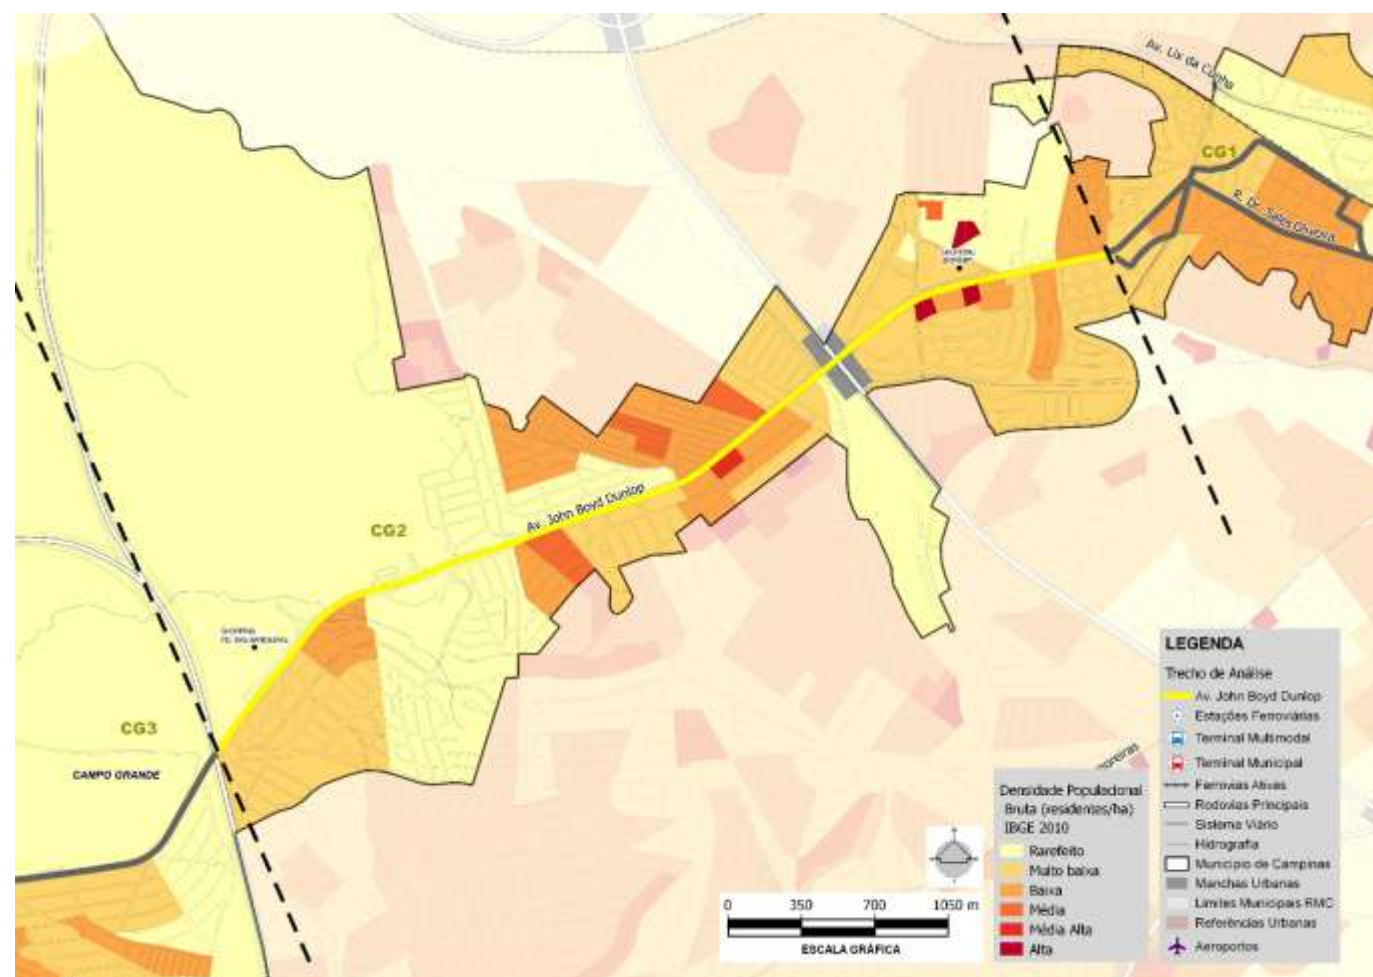 Av. Lix da Cunha
CG1
R. Dr. Sales Oliveira
SHOPPING
Av. John Boyd Dunlop
CG2
SHOPPING
CG3
CAMPO GRANDE
LEGENDA
Trecho de Análise
Av. John Boyd Dunlop
Estações Ferroviárias
Terminal Multimodal
Terminal Municipal
Ferrovias Ativas
Rodovias Principais
Sistema Viário
Hidrografia
Município de Campinas
Manchas Urbanas
Limites Municipais RMC
Referências Urbanas
Aeroportos
Densidade Populacional
Bruta (residentes/ha)
IBGE 2010
Rarefeito
Muito baixa
Baixa
Média
Média Alta
Alta
0 350 700 1050 m
ESCALA GRÁFICA